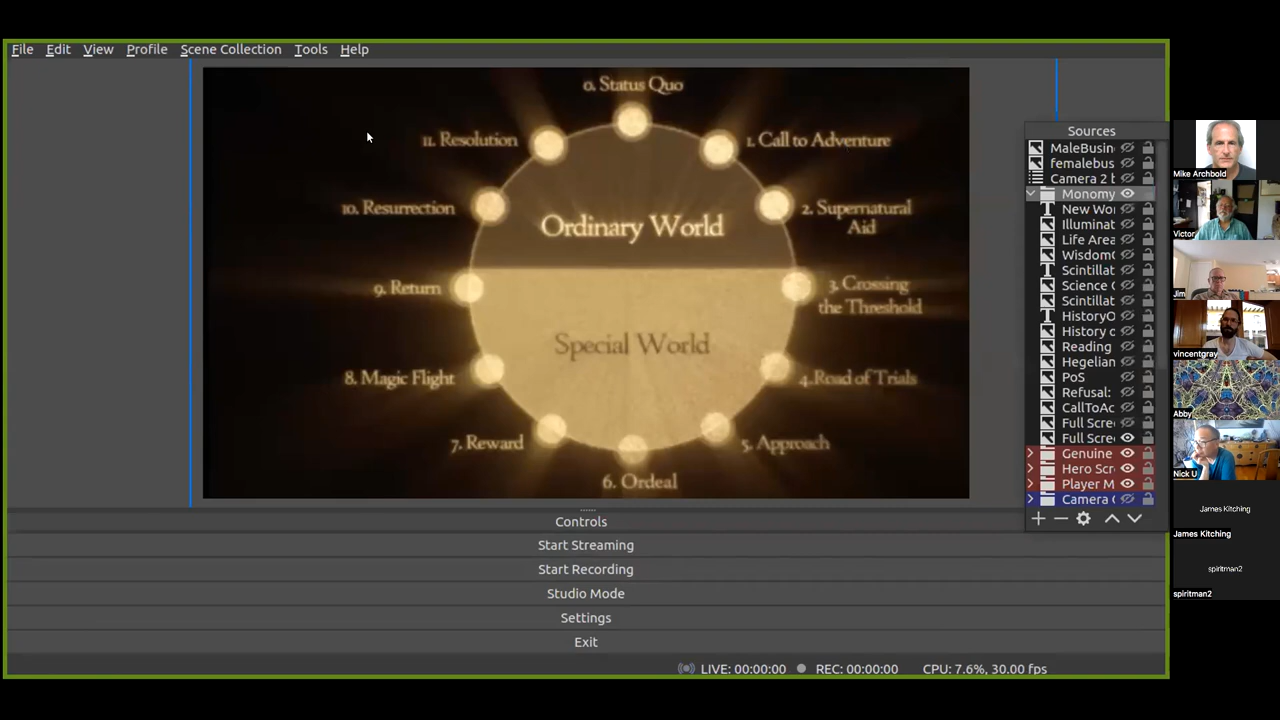 File Edit View Profile Scene Collection Tools Help
0. Status Quo
11. Resolution
1. Call to Adventure
10. Resurrection
2. Supernatural
Aid
Ordinary World
9. Return
3. Crossing
the Threshold
Special World
8. Magic Flight
4. Road of Trials
7. Reward
5. Approach
6. Ordeal
Controls
Start Streaming
Start Recording
Studio Mode
Settings
Exit
LIVE: 00:00:00 REC: 00:00:00 CPU: 7.6%, 30.00 fps
Sources
MaleBusin
femalebus
Camera 2 b
Monomy
New Wor
Illuminat
Life Area
WisdomC
Scintillat
Science (
Scintillat
HistoryO
History o
Reading
Hegelian
PoS
Refusal:
CallToAc
Full Scre
Full Scre
Genuine
Hero Scr
Player M
Camera
Mike Archbold
Victor
Jim
vincentgray
Abby
Nick U
James Kitching
James Kitching
spiritman2
spiritman2